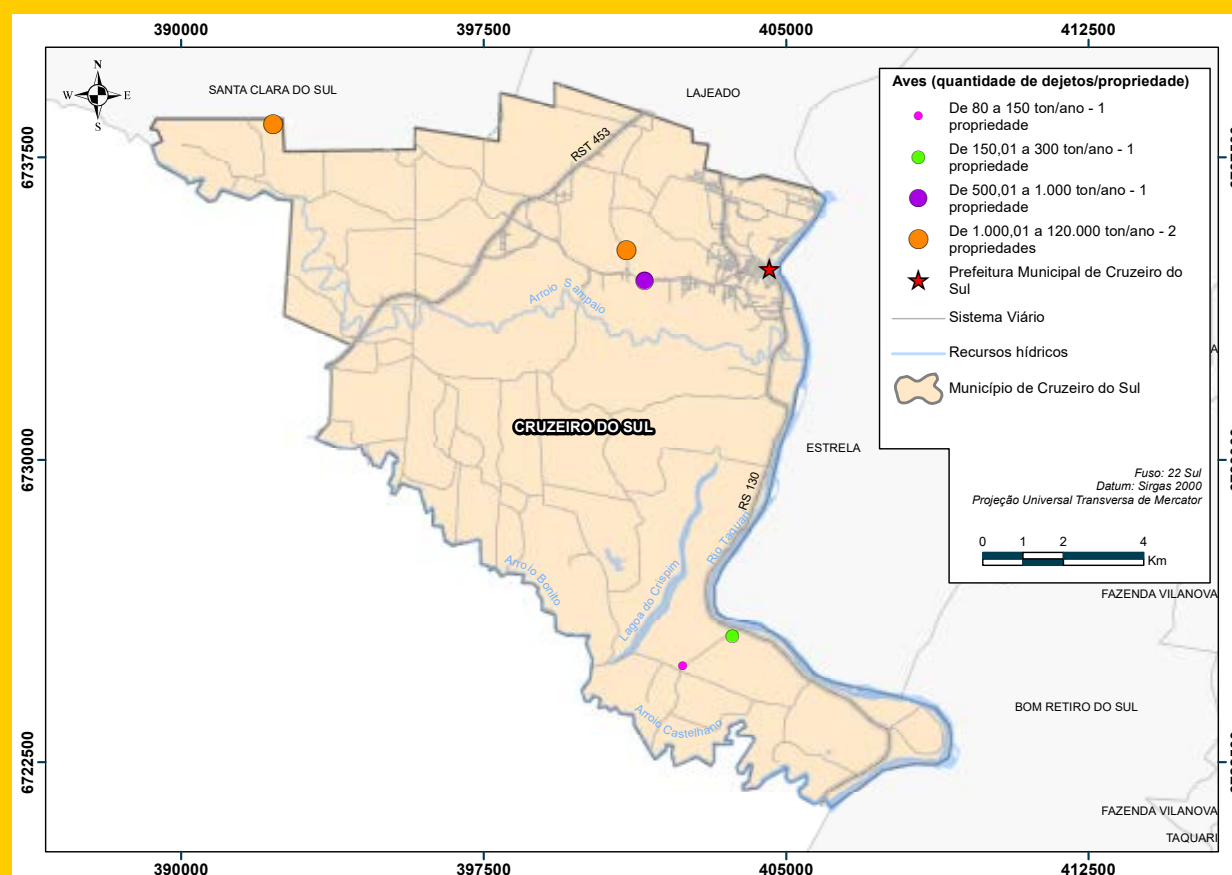 390000
397500
405000
412500
N
W
E
S
SANTA CLARA DO SUL
LAJEADO
RST 453
6737500
Arroio Sampaio
CRUZEIRO DO SUL
ESTRELA
6730000
RS 130
Rio Taquari
Arroio Bonito
Lagoa do Crispim
Arroio Castelhano
6722500
BOM RETIRO DO SUL
FAZENDA VILANOVA
FAZENDA VILANOVA
TAQUARI
Aves (quantidade de dejetos/propriedade)
De 80 a 150 ton/ano - 1
propriedade
De 150,01 a 300 ton/ano - 1
propriedade
De 500,01 a 1.000 ton/ano - 1
propriedade
De 1.000,01 a 120.000 ton/ano - 2
propriedades
Prefeitura Municipal de Cruzeiro do
Sul
Sistema Viário
Recursos hídricos
Município de Cruzeiro do Sul
Fuso: 22 Sul
Datum: Sirgas 2000
Projeção Universal Transversa de Mercator
0 1 2 4
Km
390000
397500
405000
412500